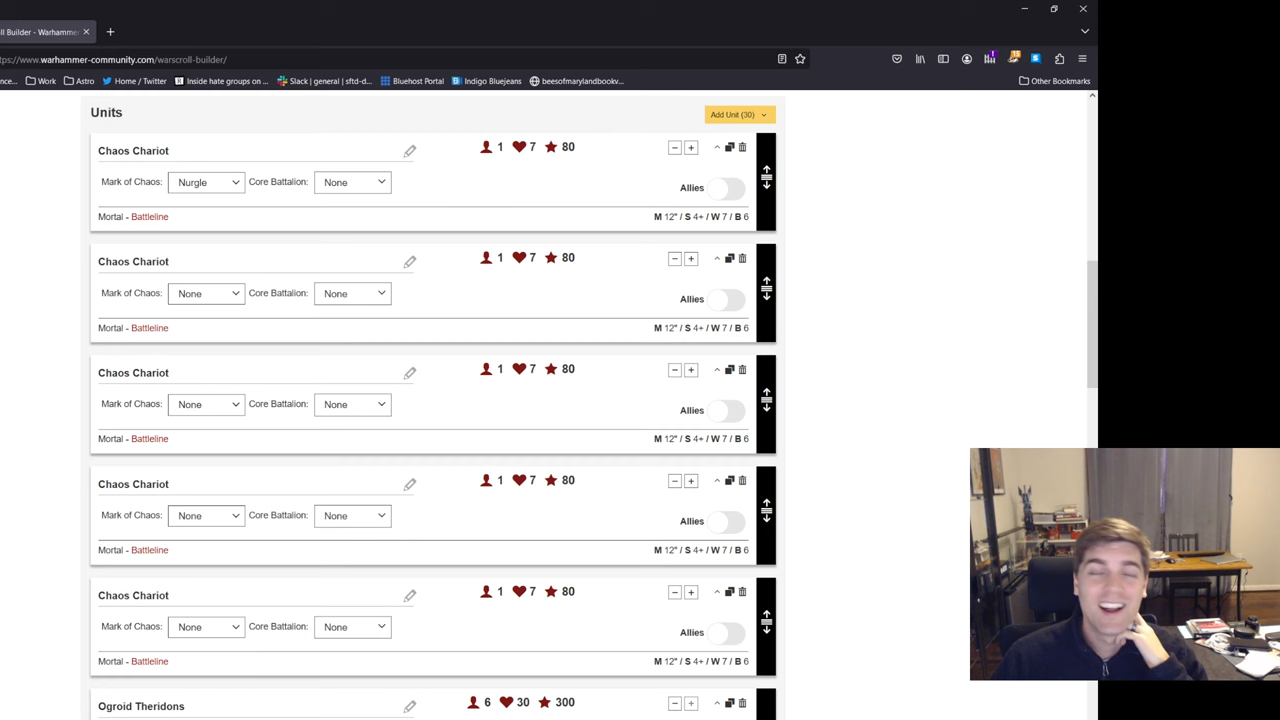 ll Builder - Warhamme
ps://www.warhammer-community.com/warscroll-builder/
15
nce... Work Astro Home / Twitter Inside hate groups on ... Slack | general | sftd-d... Bluehost Portal Indigo Bluejeans beesofmarylandbookv... Other Bookmarks
Units Add Unit (30)
Chaos Chariot 1 7 80
Mark of Chaos: Nurgle Core Battalion: None Allies
Mortal - Battleline M 12" / S 4+ / W 7 / B 6
Chaos Chariot 1 7 80
Mark of Chaos: None Core Battalion: None Allies
Mortal - Battleline M 12" / S 4+ / W 7 / B 6
Chaos Chariot 1 7 80
Mark of Chaos: None Core Battalion: None Allies
Mortal - Battleline M 12" / S 4+ / W 7 / B 6
Chaos Chariot 1 7 80
Mark of Chaos: None Core Battalion: None Allies
Mortal - Battleline M 12" / S 4+ / W 7 / B 6
Chaos Chariot 1 7 80
Mark of Chaos: None Core Battalion: None Allies
Mortal - Battleline M 12" / S 4+ / W 7 / B 6
Ogroid Theridons 6 30 300